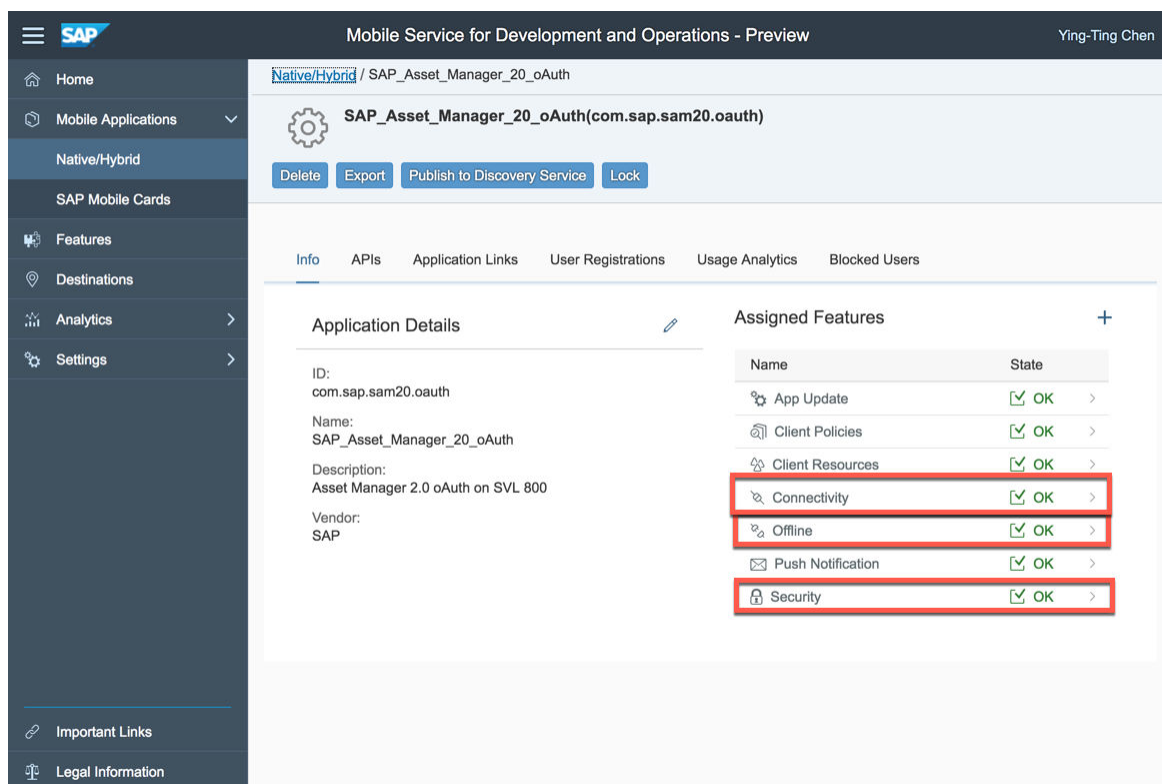 SAP
Mobile Service for Development and Operations - Preview
Ying-Ting Chen
Home
Mobile Applications
Native/Hybrid
SAP Mobile Cards
Features
Destinations
Analytics
Settings
Important Links
Legal Information
Native/Hybrid / SAP_Asset_Manager_20_oAuth
SAP_Asset_Manager_20_oAuth(com.sap.sam20.oauth)
Delete Export Publish to Discovery Service Lock
Info APIs Application Links User Registrations Usage Analytics Blocked Users
Application Details
ID:
com.sap.sam20.oauth
Name:
SAP_Asset_Manager_20_oAuth
Description:
Asset Manager 2.0 oAuth on SVL 800
Vendor:
SAP
Assigned Features
Name State
App Update OK
Client Policies OK
Client Resources OK
Connectivity OK
Offline OK
Push Notification OK
Security OK